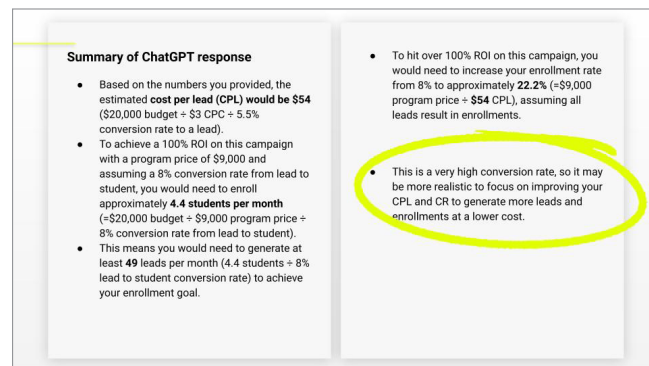 Summary of ChatGPT response
● Based on the numbers you provided, the
estimated cost per lead (CPL) would be $54
($20,000 budget ÷ $3 CPC ÷ 5.5%
conversion rate to a lead).
● To achieve a 100% ROI on this campaign
with a program price of $9,000 and
assuming a 8% conversion rate from lead to
student, you would need to enroll
approximately 4.4 students per month
(=$20,000 budget ÷ $9,000 program price ÷
8% conversion rate from lead to student).
● This means you would need to generate at
least 49 leads per month (4.4 students ÷ 8%
lead to student conversion rate) to achieve
your enrollment goal.
● To hit over 100% ROI on this campaign, you
would need to increase your enrollment rate
from 8% to approximately 22.2% (=$9,000
program price ÷ $54 CPL), assuming all
leads result in enrollments.
● This is a very high conversion rate, so it may
be more realistic to focus on improving your
CPL and CR to generate more leads and
enrollments at a lower cost.